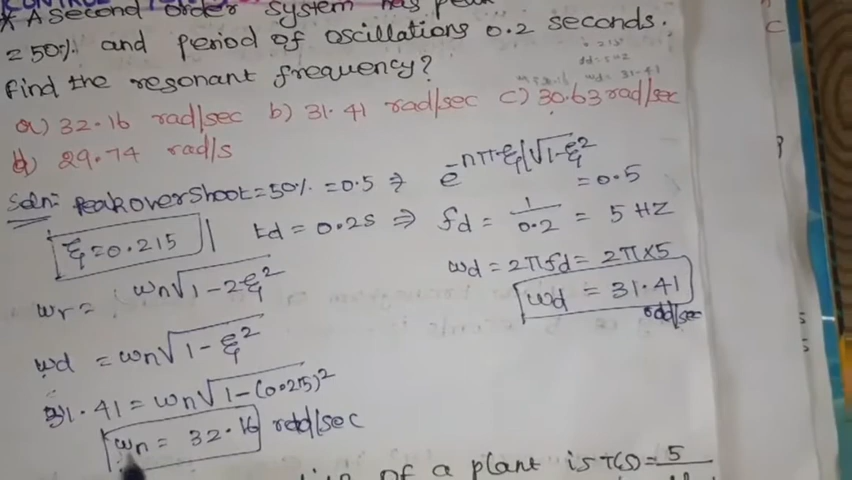 * A Second Order System has peak
= 50% and period of oscillations 0.2 seconds.
find the resonant frequency?
a) 32.16 rad/sec b) 31.41 rad/sec c) 30.63 rad/sec
d) 29.74 rad/s
Soln:- Peak over Shoot = 50% = 0.5 ⇒ e^-nπξ/√1-ξ² = 0.5
ξ = 0.215 td = 0.2s ⇒ fd = 1/0.2 = 5 HZ
ωd = 2πfd = 2π×5
ωr = ωn√1-2ξ² ωd = 31.41 rdd/sec
ωd = ωn√1-ξ²
31.41 = ωn√1-(0.215)²
ωn = 32.16 rdd/sec
of a plant is T(S) = 5